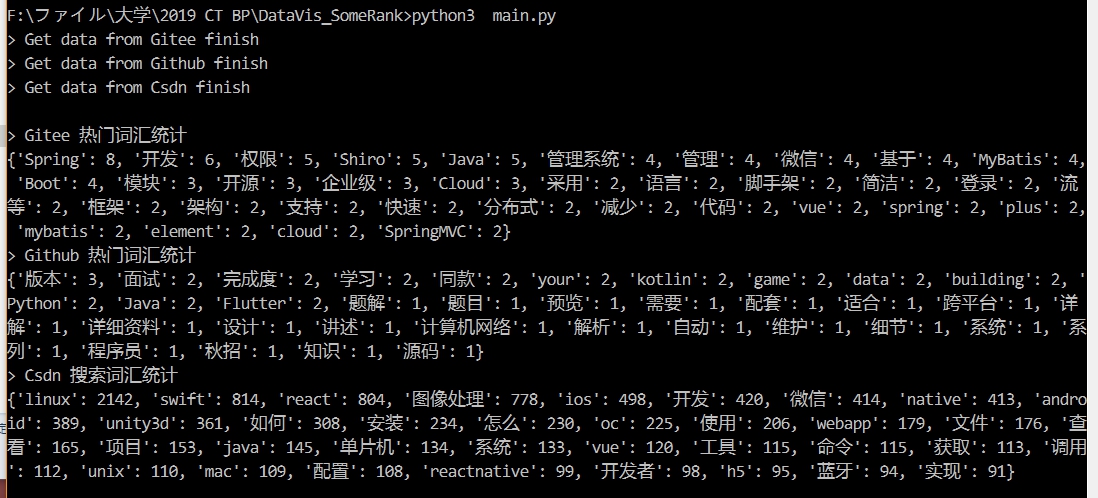 F:\ファイル\大学\2019 CT BP\DataVis_SomeRank>python3  main.py
> Get data from Gitee finish
> Get data from Github finish
> Get data from Csdn finish
> Gitee 热门词汇统计
{'Spring': 8, '开发': 6, '权限': 5, 'Shiro': 5, 'Java': 5, '管理系统': 4, '管理': 4, '微信': 4, '基于': 4, 'MyBatis': 4,
'Boot': 4, '模块': 3, '开源': 3, '企业级': 3, 'Cloud': 3, '采用': 2, '语言': 2, '脚手架': 2, '简洁': 2, '登录': 2, '流
等': 2, '框架': 2, '架构': 2, '支持': 2, '快速': 2, '分布式': 2, '减少': 2, '代码': 2, 'vue': 2, 'spring': 2, 'plus': 2,
'mybatis': 2, 'element': 2, 'cloud': 2, 'SpringMVC': 2}
> Github 热门词汇统计
{'版本': 3, '面试': 2, '完成度': 2, '学习': 2, '同款': 2, 'your': 2, 'kotlin': 2, 'game': 2, 'data': 2, 'building': 2, '
Python': 2, 'Java': 2, 'Flutter': 2, '题解': 1, '题目': 1, '预览': 1, '需要': 1, '配套': 1, '适合': 1, '跨平台': 1, '详
解': 1, '详细资料': 1, '设计': 1, '讲述': 1, '计算机网络': 1, '解析': 1, '自动': 1, '维护': 1, '细节': 1, '系统': 1, '系
列': 1, '程序员': 1, '秋招': 1, '知识': 1, '源码': 1}
> Csdn 搜索词汇统计
{'linux': 2142, 'swift': 814, 'react': 804, '图像处理': 778, 'ios': 498, '开发': 420, '微信': 414, 'native': 413, 'andro
id': 389, 'unity3d': 361, '如何': 308, '安装': 234, '怎么': 230, 'oc': 225, '使用': 206, 'webapp': 179, '文件': 176, '查
看': 165, '项目': 153, 'java': 145, '单片机': 134, '系统': 133, 'vue': 120, '工具': 115, '命令': 115, '获取': 113, '调用
': 112, 'unix': 110, 'mac': 109, '配置': 108, 'reactnative': 99, '开发者': 98, 'h5': 95, '蓝牙': 94, '实现': 91}